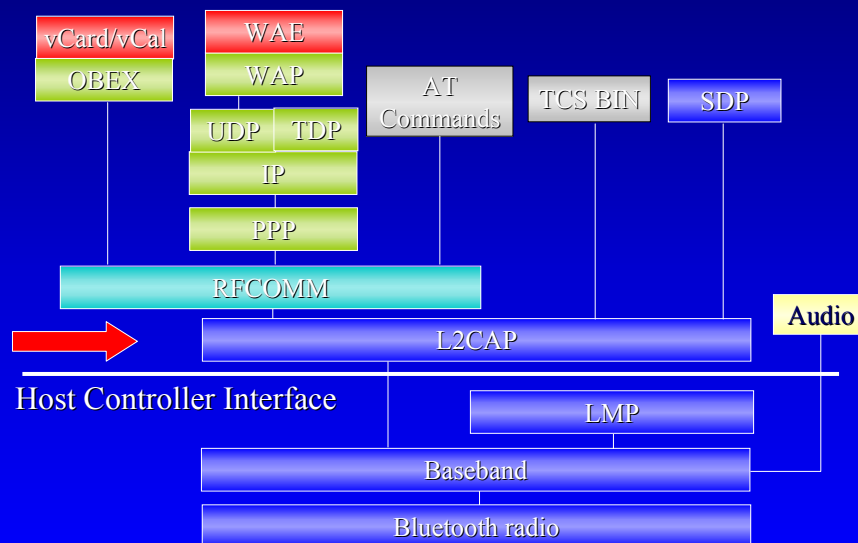 vCard/vCal
OBEX
WAE
WAP
UDP
TDP
IP
PPP
AT
Commands
TCS BIN
SDP
RFCOMM
Audio
L2CAP
Host Controller Interface
LMP
Baseband
Bluetooth radio